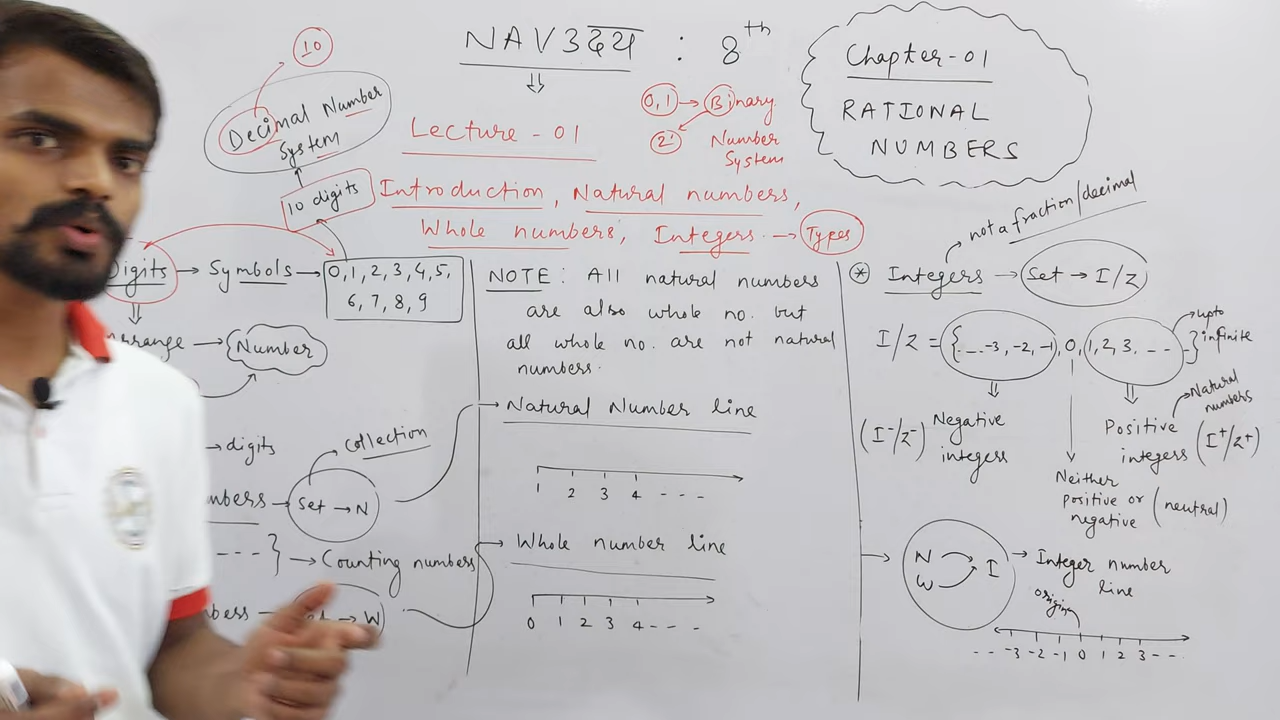 NAV3ઉદય : 8th
Chapter-01
RATIONAL
NUMBERS
10
Decimal Number
System
10 digits
Lecture - 01
0,1 → Binary
Number
System
2
Introduction, Natural numbers,
Whole numbers, Integers → Types
Digits → Symbols → 0, 1, 2, 3, 4, 5,
6, 7, 8, 9
Arrange → Number
→ digits
collection
mbers → Set → N
- - - } → Counting numbers
bers → Set → W
NOTE : All natural numbers
are also whole no. but
all whole no. are not natural
numbers.
→ Natural Number line
1 2 3 4 - - -
→ Whole number line
0 1 2 3 4 - - -
not a fraction/decimal
* Integers → Set → I/Z
I/Z = {... -3, -2, -1, 0, 1, 2, 3, - - - -}
upto
infinite
(I⁻/Z⁻) Negative
integers
Neither
positive or
negative (neutral)
Positive
integers (I⁺/Z⁺)
Natural
numbers
→ N
W → I
→ Integer number
line
origin
- - -3 -2 -1 0 1 2 3 - -